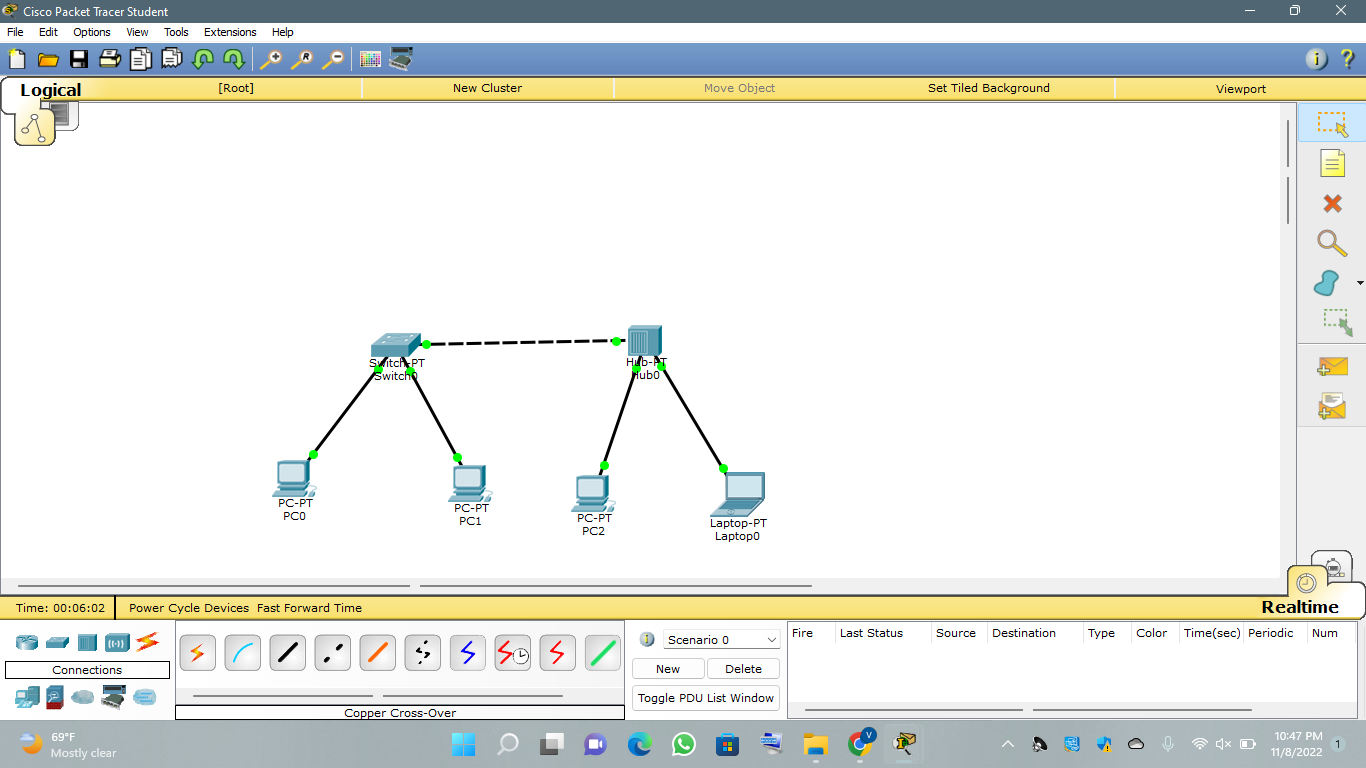 Cisco Packet Tracer Student
File Edit Options View Tools Extensions Help
Logical [Root] New Cluster Move Object Set Tiled Background Viewport
Switch-PT
Switch0
Hub-PT
Hub0
PC-PT
PC0
PC-PT
PC1
PC-PT
PC2
Laptop-PT
Laptop0
Time: 00:06:02 Power Cycle Devices Fast Forward Time Realtime
Connections
Copper Cross-Over
Scenario 0
New Delete
Toggle PDU List Window
Fire Last Status Source Destination Type Color Time(sec) Periodic Num
69°F
Mostly clear
V
10:47 PM
11/8/2022
1